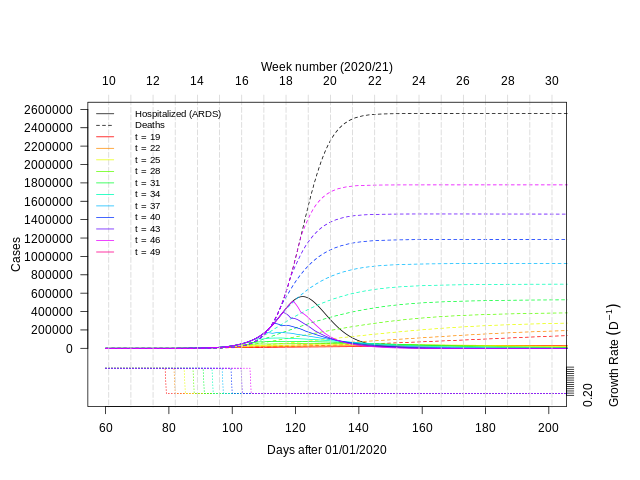 Week number (2020/21)
10 12 14 16 18 20 22 24 26 28 30
2600000
2400000
2200000
2000000
1800000
1600000
1400000
1200000
1000000
800000
600000
400000
200000
0
Cases
Hospitalized (ARDS)
Deaths
t = 19
t = 22
t = 25
t = 28
t = 31
t = 34
t = 37
t = 40
t = 43
t = 46
t = 49
0.20
Growth Rate (D⁻¹)
60 80 100 120 140 160 180 200
Days after 01/01/2020